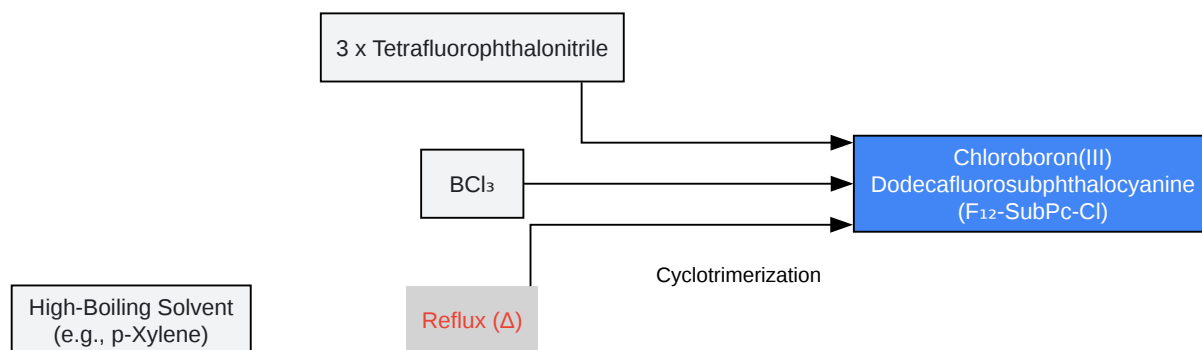 3 x Tetrafluorophthalonitrile
BCl₃
Chloroboron(III)
Dodecafluorosubphthalocyanine
(F₁₂-SubPc-Cl)
Cyclotrimerization
High-Boiling Solvent
(e.g., p-Xylene)
Reflux (Δ)